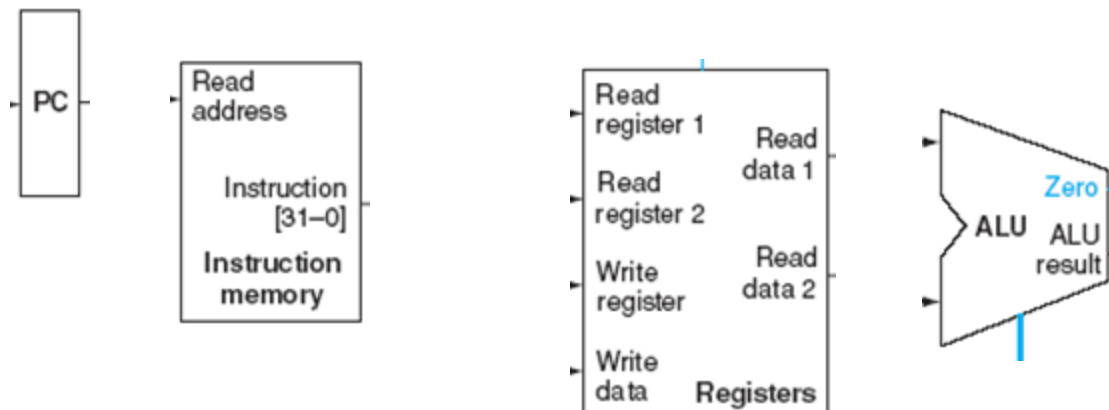 PC
Read
address
Instruction
[31–0]
Instruction
memory
Read
register 1
Read
register 2
Write
register
Write
data
Read
data 1
Read
data 2
Registers
Zero
ALU
ALU
result